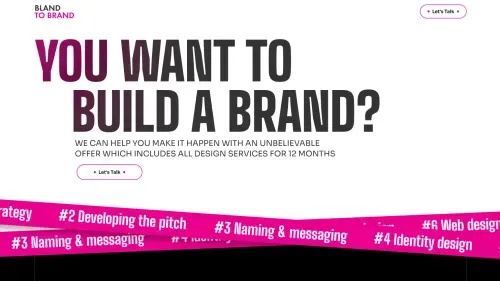 BLAND
TO BRAND
+ Let's Talk +
YOU WANT TO
BUILD A BRAND?
WE CAN HELP YOU MAKE IT HAPPEN WITH AN UNBELIEVABLE
OFFER WHICH INCLUDES ALL DESIGN SERVICES FOR 12 MONTHS
+ Let's Talk +
#2 Developing the pitch #3 Naming & messaging #6 Web design
#3 Naming & messaging #4 Identity design